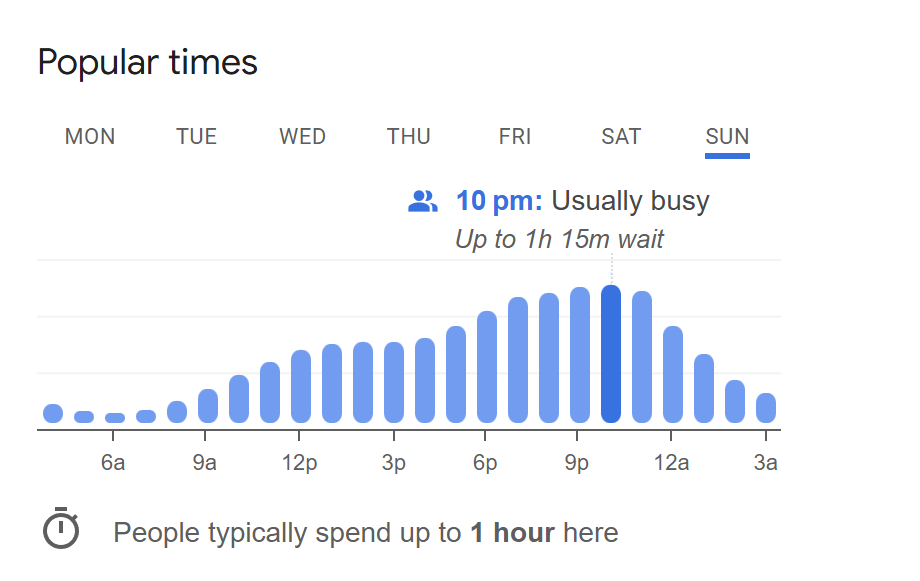 Popular times
MON TUE WED THU FRI SAT SUN
10 pm: Usually busy
Up to 1h 15m wait
6a 9a 12p 3p 6p 9p 12a 3a
People typically spend up to 1 hour here